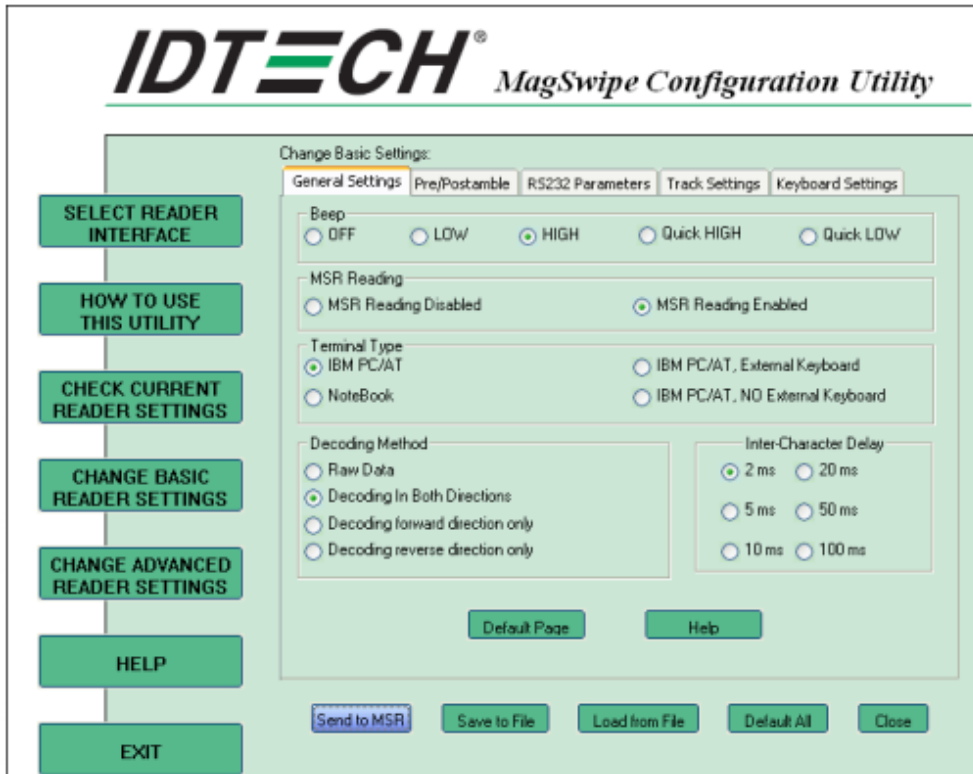 IDTECH®
MagSwipe Configuration Utility
SELECT READER
INTERFACE
HOW TO USE
THIS UTILITY
CHECK CURRENT
READER SETTINGS
CHANGE BASIC
READER SETTINGS
CHANGE ADVANCED
READER SETTINGS
HELP
EXIT
Change Basic Settings:
General Settings Pre/Postamble RS232 Parameters Track Settings Keyboard Settings
Beep
OFF LOW HIGH Quick HIGH Quick LOW
MSR Reading
MSR Reading Disabled MSR Reading Enabled
Terminal Type
IBM PC/AT IBM PC/AT, External Keyboard
NoteBook IBM PC/AT, NO External Keyboard
Decoding Method
Raw Data
Decoding In Both Directions
Decoding forward direction only
Decoding reverse direction only
Inter-Character Delay
2 ms 20 ms
5 ms 50 ms
10 ms 100 ms
Default Page Help
Send to MSR Save to File Load from File Default All Close